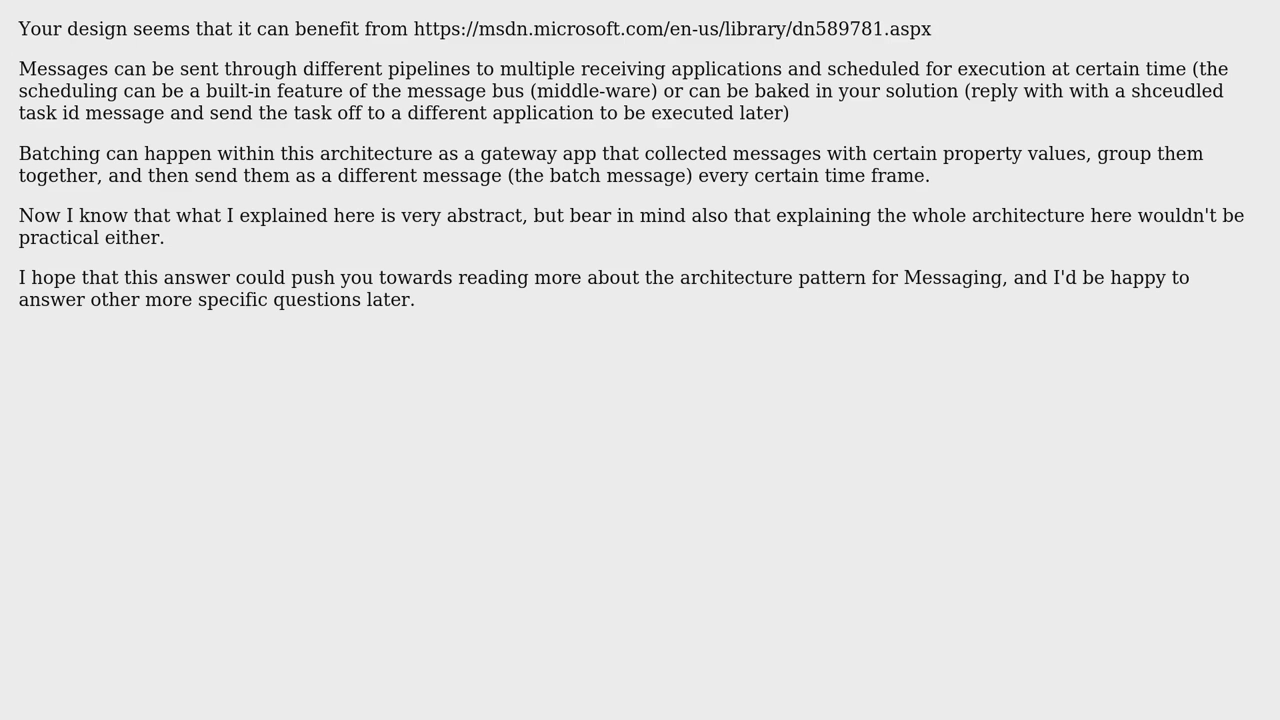 Your design seems that it can benefit from https://msdn.microsoft.com/en-us/library/dn589781.aspx
Messages can be sent through different pipelines to multiple receiving applications and scheduled for execution at certain time (the
scheduling can be a built-in feature of the message bus (middle-ware) or can be baked in your solution (reply with with a shceudled
task id message and send the task off to a different application to be executed later)
Batching can happen within this architecture as a gateway app that collected messages with certain property values, group them
together, and then send them as a different message (the batch message) every certain time frame.
Now I know that what I explained here is very abstract, but bear in mind also that explaining the whole architecture here wouldn't be
practical either.
I hope that this answer could push you towards reading more about the architecture pattern for Messaging, and I'd be happy to
answer other more specific questions later.